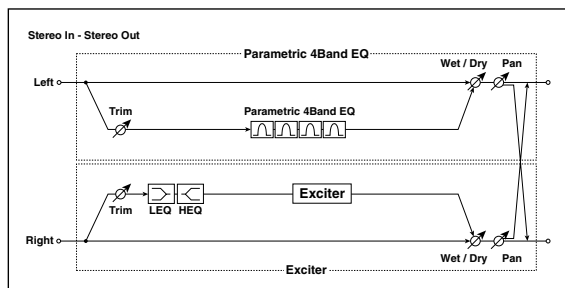 Stereo In - Stereo Out
Parametric 4Band EQ
Wet / Dry Pan
Left
Trim
Parametric 4Band EQ
Trim
LEQ HEQ
Exciter
Right
Wet / Dry Pan
Exciter